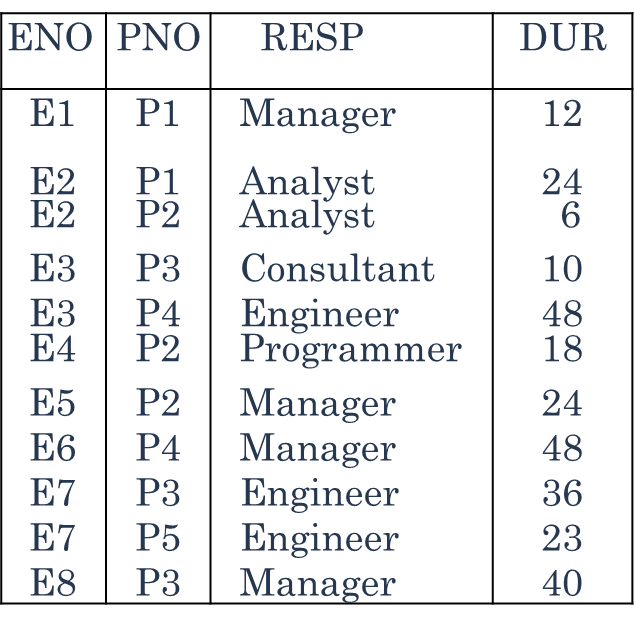 ENO PNO RESP DUR
E1 P1 Manager 12
E2 P1 Analyst 24
E2 P2 Analyst 6
E3 P3 Consultant 10
E3 P4 Engineer 48
E4 P2 Programmer 18
E5 P2 Manager 24
E6 P4 Manager 48
E7 P3 Engineer 36
E7 P5 Engineer 23
E8 P3 Manager 40